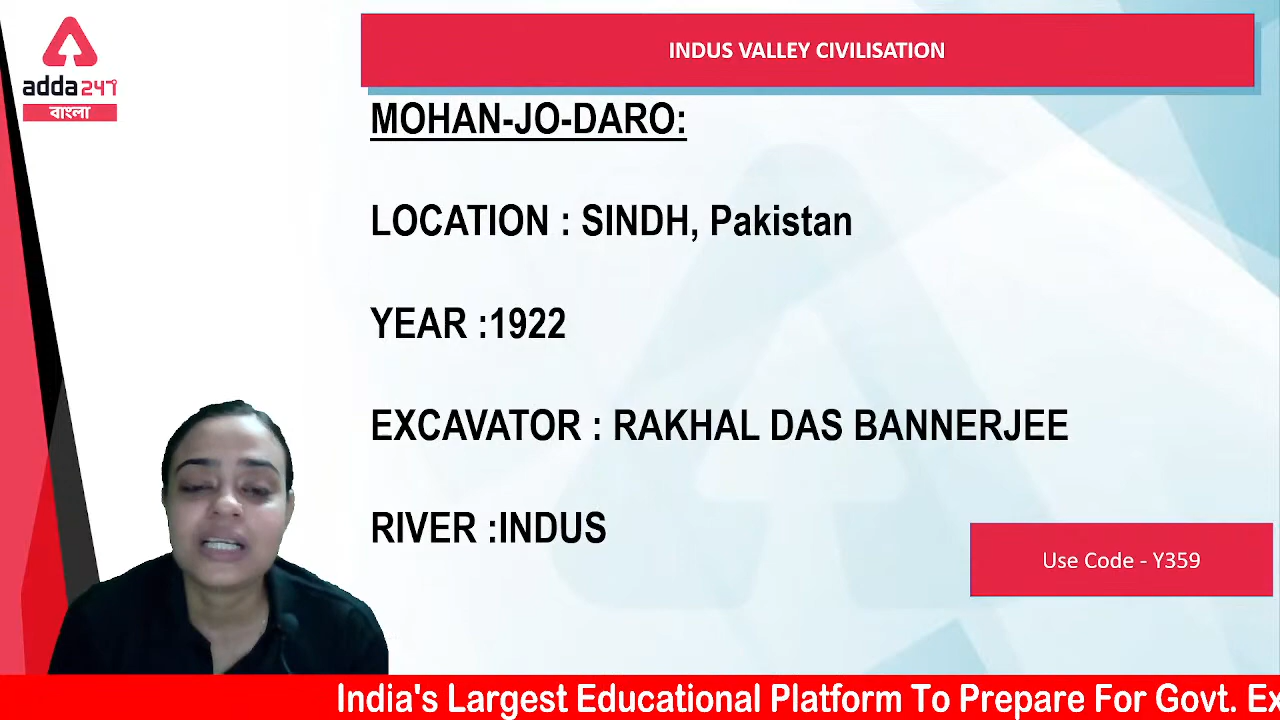 adda247
বাংলা
INDUS VALLEY CIVILISATION
MOHAN-JO-DARO:
LOCATION : SINDH, Pakistan
YEAR :1922
EXCAVATOR : RAKHAL DAS BANNERJEE
RIVER :INDUS
Use Code - Y359
India's Largest Educational Platform To Prepare For Govt. Ex